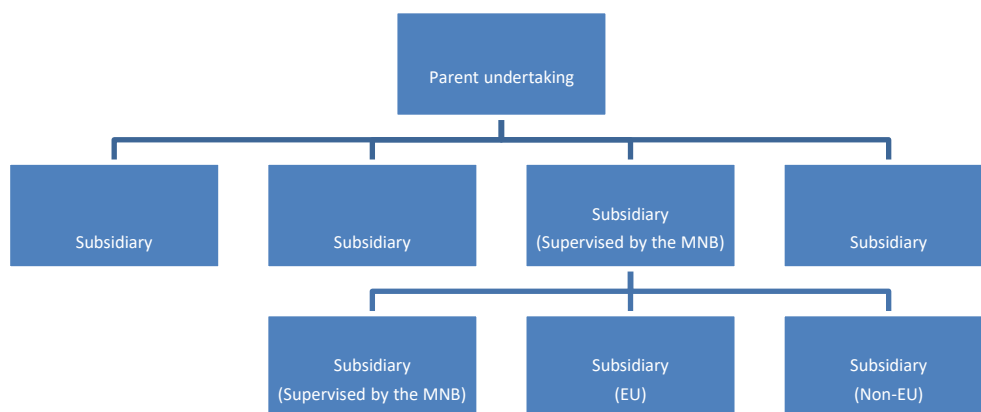 Parent undertaking
Subsidiary
Subsidiary
Subsidiary
(Supervised by the MNB)
Subsidiary
Subsidiary
(Supervised by the MNB)
Subsidiary
(EU)
Subsidiary
(Non-EU)